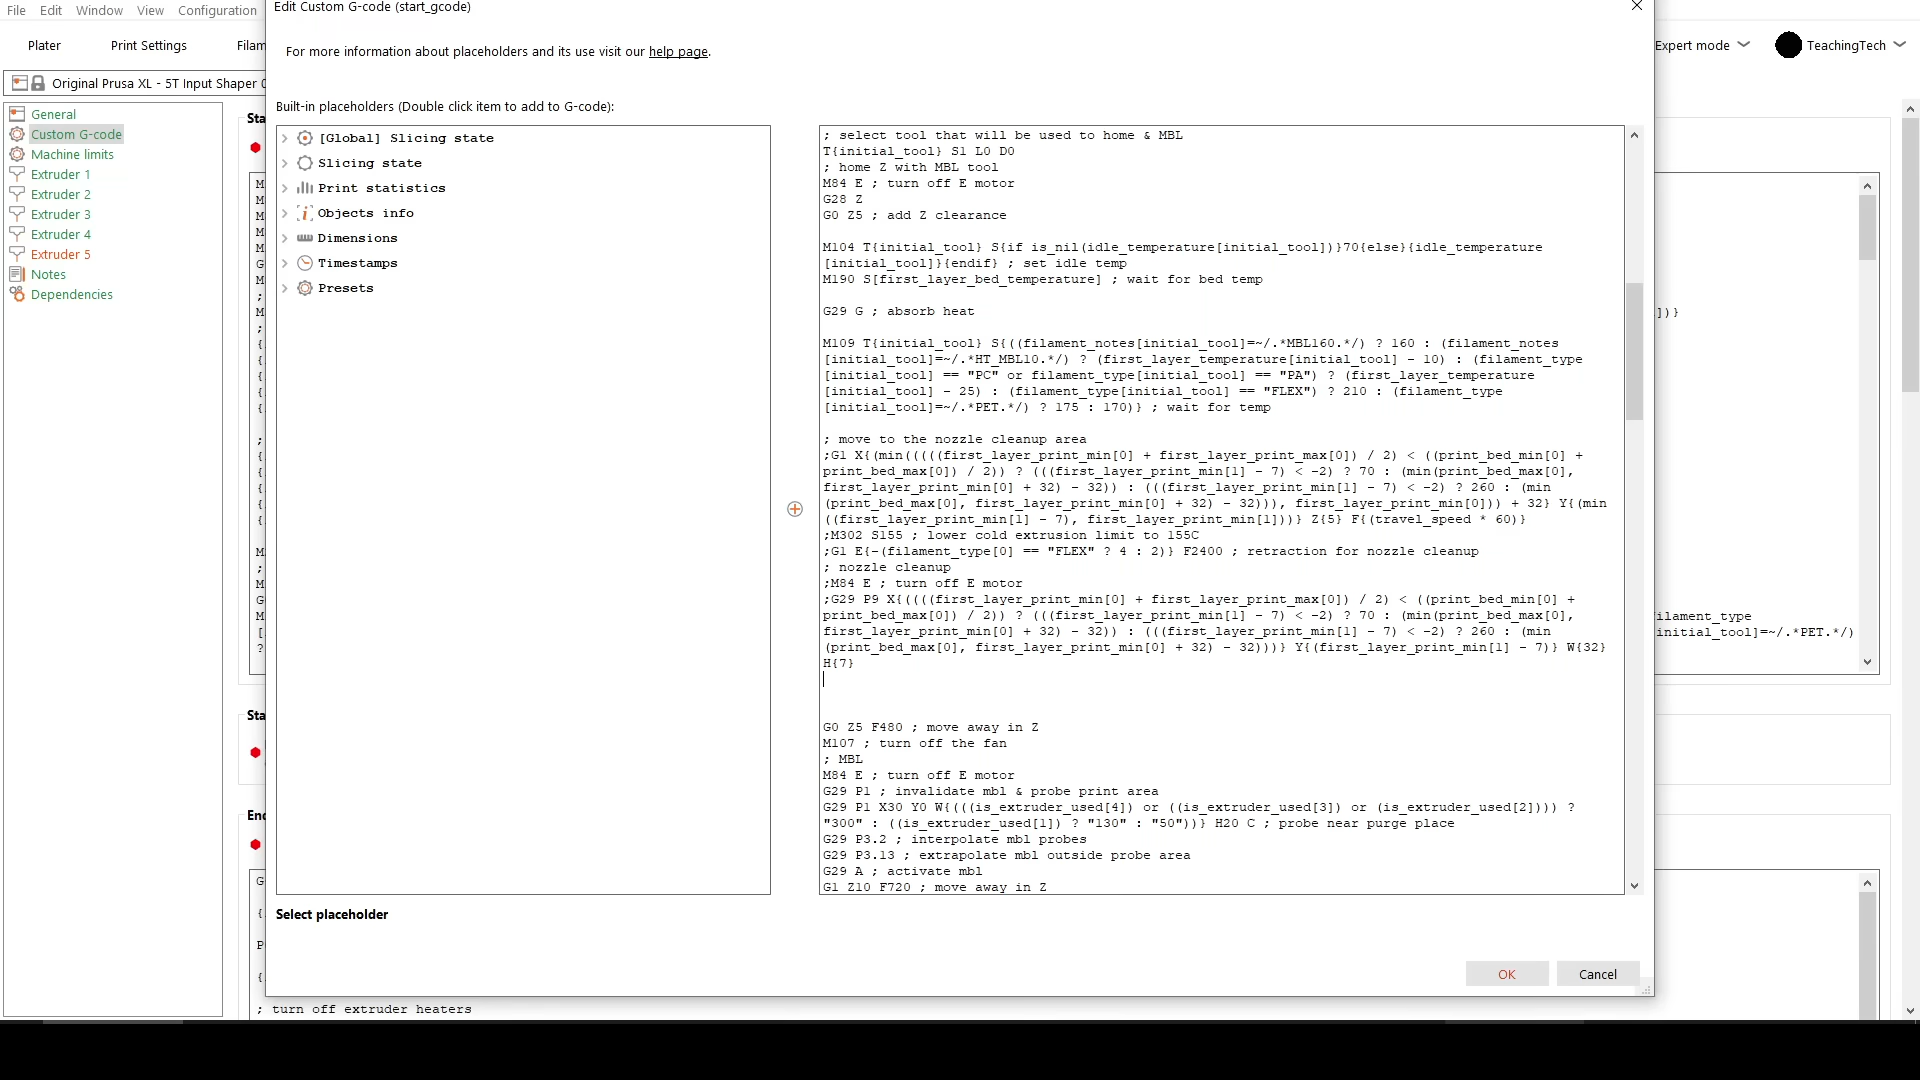 File Edit Window View Configuration
Edit Custom G-code (start_gcode)
Plater Print Settings Filam
Expert mode TeachingTech
For more information about placeholders and its use visit our help page.
Original Prusa XL - 5T Input Shaper
General
Custom G-code
Machine limits
Extruder 1
Extruder 2
Extruder 3
Extruder 4
Extruder 5
Notes
Dependencies
Sta
Sta
End
Built-in placeholders (Double click item to add to G-code):
[Global] Slicing state
Slicing state
Print statistics
Objects info
Dimensions
Timestamps
Presets
; select tool that will be used to home & MBL
T{initial_tool} S1 L0 D0
; home Z with MBL tool
M84 E ; turn off E motor
G28 Z
G0 Z5 ; add Z clearance
M104 T{initial_tool} S{if is_nil(idle_temperature[initial_tool])}70{else}{idle_temperature
[initial_tool]}{endif} ; set idle temp
M190 S[first_layer_bed_temperature] ; wait for bed temp
G29 G ; absorb heat
M109 T{initial_tool} S{((filament_notes[initial_tool]=~/.*MBL160.*/) ? 160 : (filament_notes
[initial_tool]=~/.*HT_MBL10.*/) ? (first_layer_temperature[initial_tool] - 10) : (filament_type
[initial_tool] == "PC" or filament_type[initial_tool] == "PA") ? (first_layer_temperature
[initial_tool] - 25) : (filament_type[initial_tool] == "FLEX") ? 210 : (filament_type
[initial_tool]=~/.*PET.*/) ? 175 : 170)} ; wait for temp
; move to the nozzle cleanup area
;G1 X{(min(((((first_layer_print_min[0] + first_layer_print_max[0]) / 2) < ((print_bed_min[0] +
print_bed_max[0]) / 2)) ? (((first_layer_print_min[1] - 7) < -2) ? 70 : (min(print_bed_max[0],
first_layer_print_min[0] + 32) - 32)) : (((first_layer_print_min[1] - 7) < -2) ? 260 : (min
(print_bed_max[0], first_layer_print_min[0] + 32) - 32))), first_layer_print_min[0])) + 32} Y{(min
((first_layer_print_min[1] - 7), first_layer_print_min[1]))} Z{5} F{(travel_speed * 60)}
;M302 S155 ; lower cold extrusion limit to 155C
;G1 E{-(filament_type[0] == "FLEX" ? 4 : 2)} F2400 ; retraction for nozzle cleanup
; nozzle cleanup
;M84 E ; turn off E motor
;G29 P9 X{((((first_layer_print_min[0] + first_layer_print_max[0]) / 2) < ((print_bed_min[0] +
print_bed_max[0]) / 2)) ? (((first_layer_print_min[1] - 7) < -2) ? 70 : (min(print_bed_max[0],
first_layer_print_min[0] + 32) - 32)) : (((first_layer_print_min[1] - 7) < -2) ? 260 : (min
(print_bed_max[0], first_layer_print_min[0] + 32) - 32)))} Y{(first_layer_print_min[1] - 7)} W{32}
H{7}
G0 Z5 F480 ; move away in Z
M107 ; turn off the fan
; MBL
M84 E ; turn off E motor
G29 P1 ; invalidate mbl & probe print area
G29 P1 X30 Y0 W{(((is_extruder_used[4]) or ((is_extruder_used[3]) or (is_extruder_used[2]))) ?
"300" : ((is_extruder_used[1]) ? "130" : "50"))} H20 C ; probe near purge place
G29 P3.2 ; interpolate mbl probes
G29 P3.13 ; extrapolate mbl outside probe area
G29 A ; activate mbl
G1 Z10 F720 ; move away in Z
])}
filament_type
initial_tool]=~/.*PET.*/)
Select placeholder
OK Cancel
; turn off extruder heaters